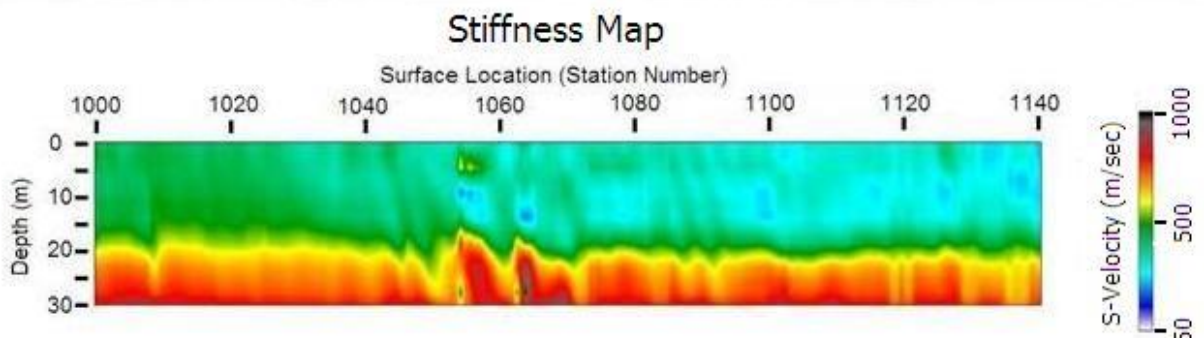 Stiffness Map
Surface Location (Station Number)
1000 1020 1040 1060 1080 1100 1120 1140
Depth (m)
0
10
20
30
S-Velocity (m/sec)
1000
500
50